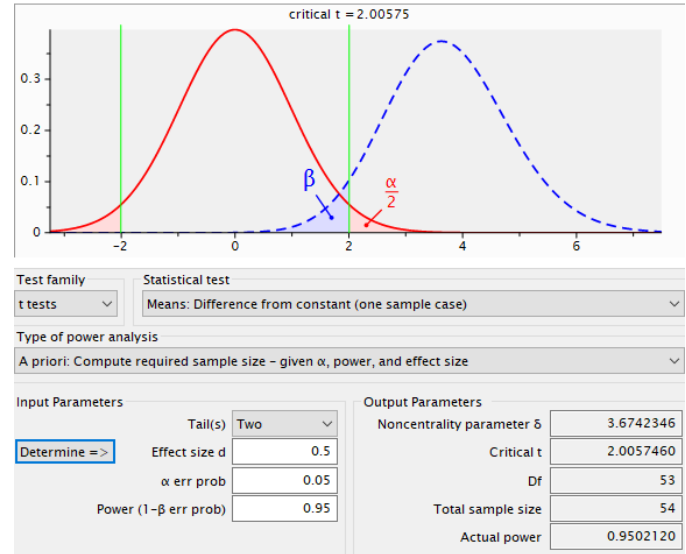 critical t = 2.00575
0.3
0.2
0.1
0
β
α
2
-2
0
2
4
6
Test family
Statistical test
t tests
Means: Difference from constant (one sample case)
Type of power analysis
A priori: Compute required sample size – given α, power, and effect size
Input Parameters
Output Parameters
Tail(s) Two
Noncentrality parameter δ 3.6742346
Determine => Effect size d 0.5
Critical t 2.0057460
α err prob 0.05
Df 53
Power (1-β err prob) 0.95
Total sample size 54
Actual power 0.9502120